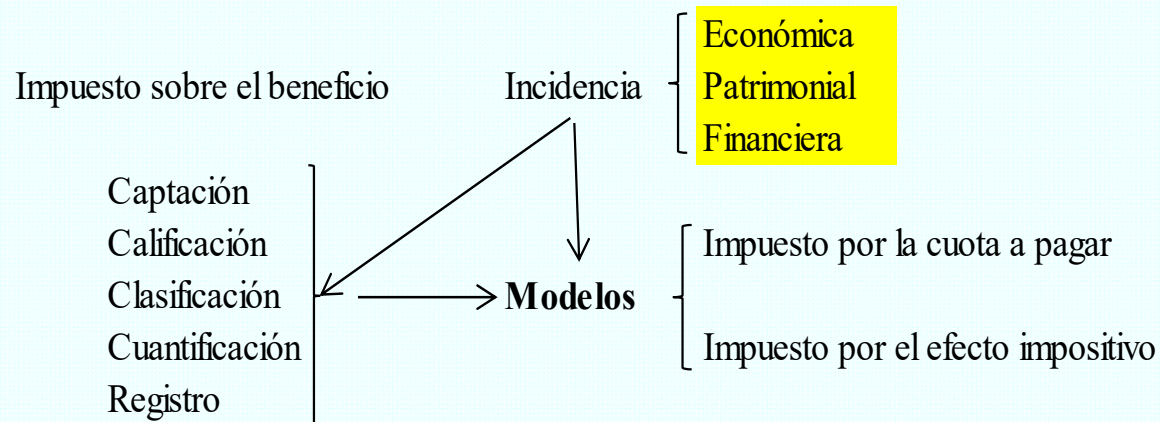 Impuesto sobre el beneficio
Incidencia
Económica
Patrimonial
Financiera
Captación
Calificación
Clasificación
Cuantificación
Registro
Modelos
Impuesto por la cuota a pagar
Impuesto por el efecto impositivo